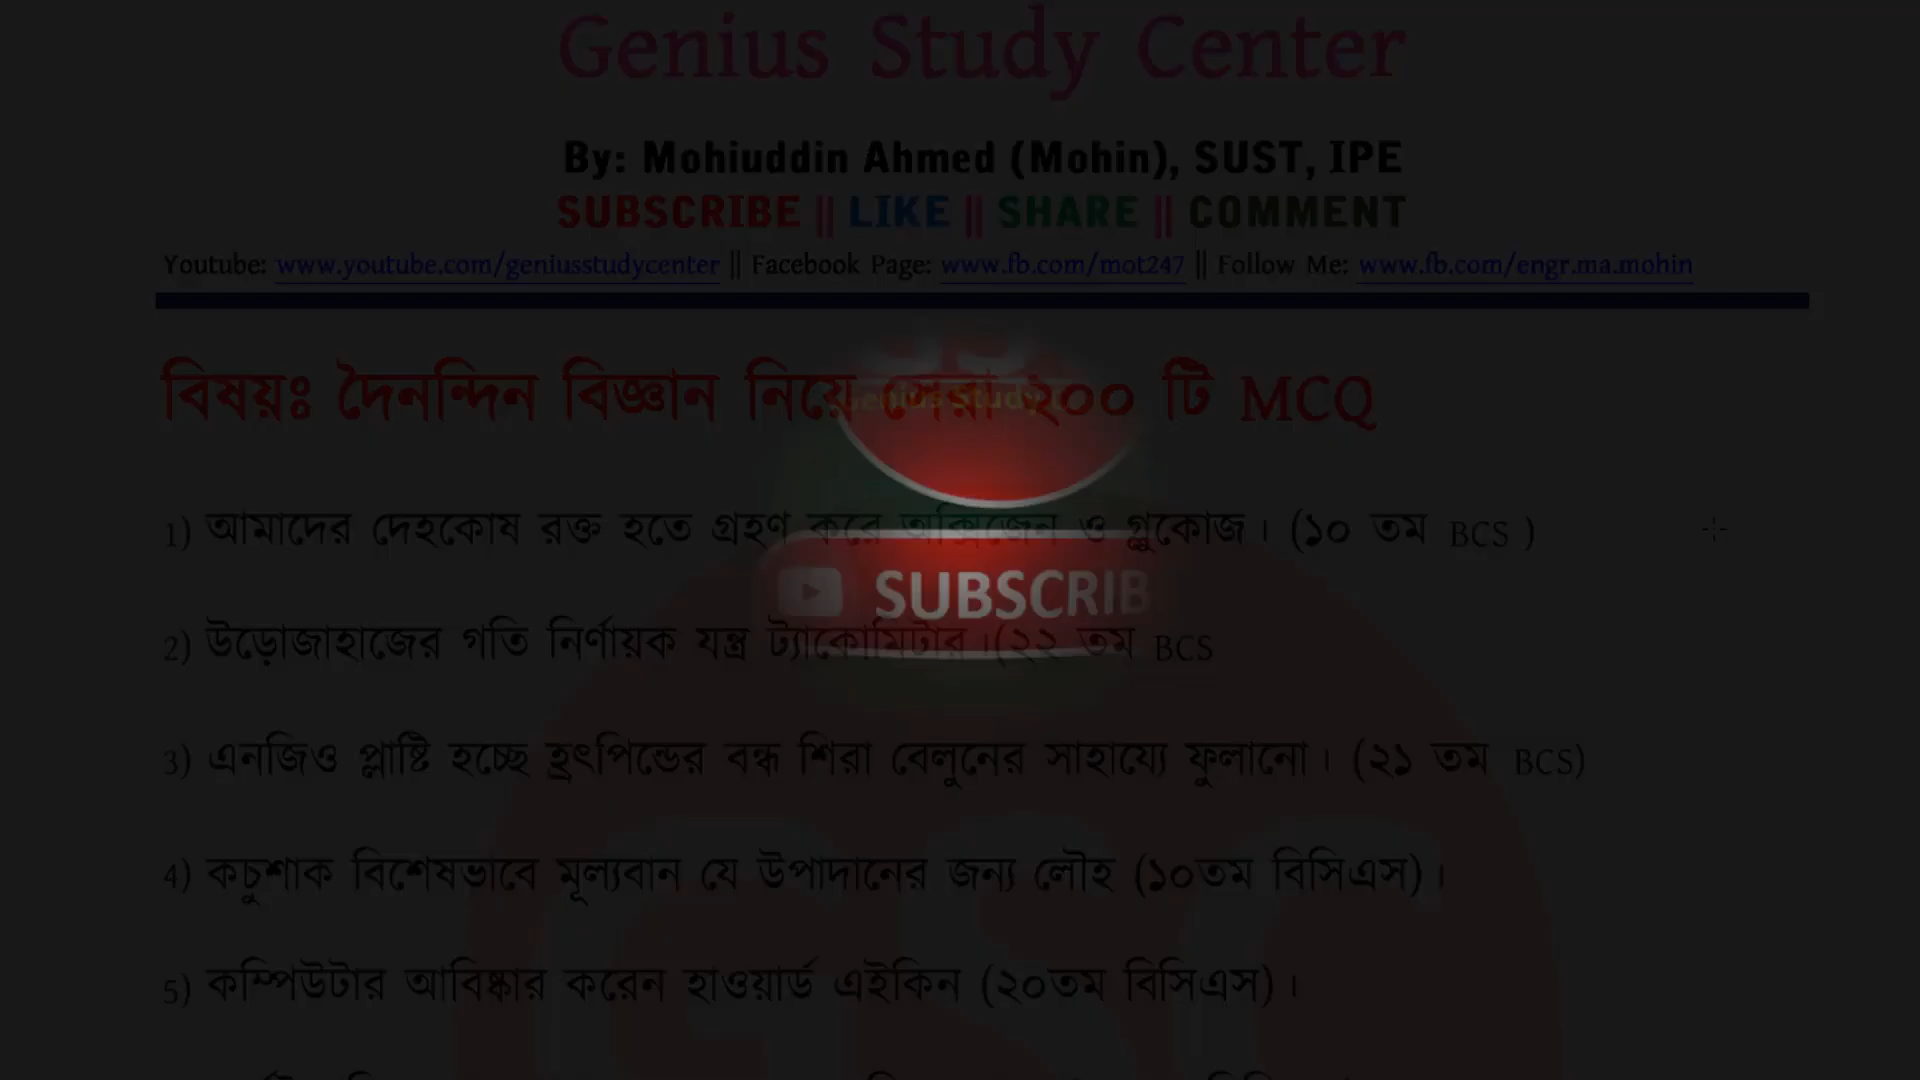 Genius Study Center
By: Mohiuddin Ahmed (Mohin), SUST, IPE
SUBSCRIBE || LIKE || SHARE || COMMENT
Youtube: www.youtube.com/geniusstudycenter || Facebook Page: www.fb.com/mot247 || Follow Me: www.fb.com/engr.ma.mohin
বিষয়ঃ দৈনন্দিন বিজ্ঞান নিয়ে সেরা ২০০ টি MCQ
Genius Study
1) আমাদের দেহকোষ রক্ত হতে গ্রহণ করে অক্সিজেন ও গ্লুকোজ। (১০ তম BCS )
SUBSCRIB
2) উড়োজাহাজের গতি নির্ণায়ক যন্ত্র ট্যাকোমিটার।(২২ তম BCS
3) এনজিও প্লাষ্টি হচ্ছে হ্রৎপিন্ডের বন্ধ শিরা বেলুনের সাহায্যে ফুলানো। (২১ তম BCS)
4) কচুশাক বিশেষভাবে মূল্যবান যে উপাদানের জন্য লৌহ (১০তম বিসিএস)।
5) কম্পিউটার আবিষ্কার করেন হাওয়ার্ড এইকিন (২০তম বিসিএস)।
GSC